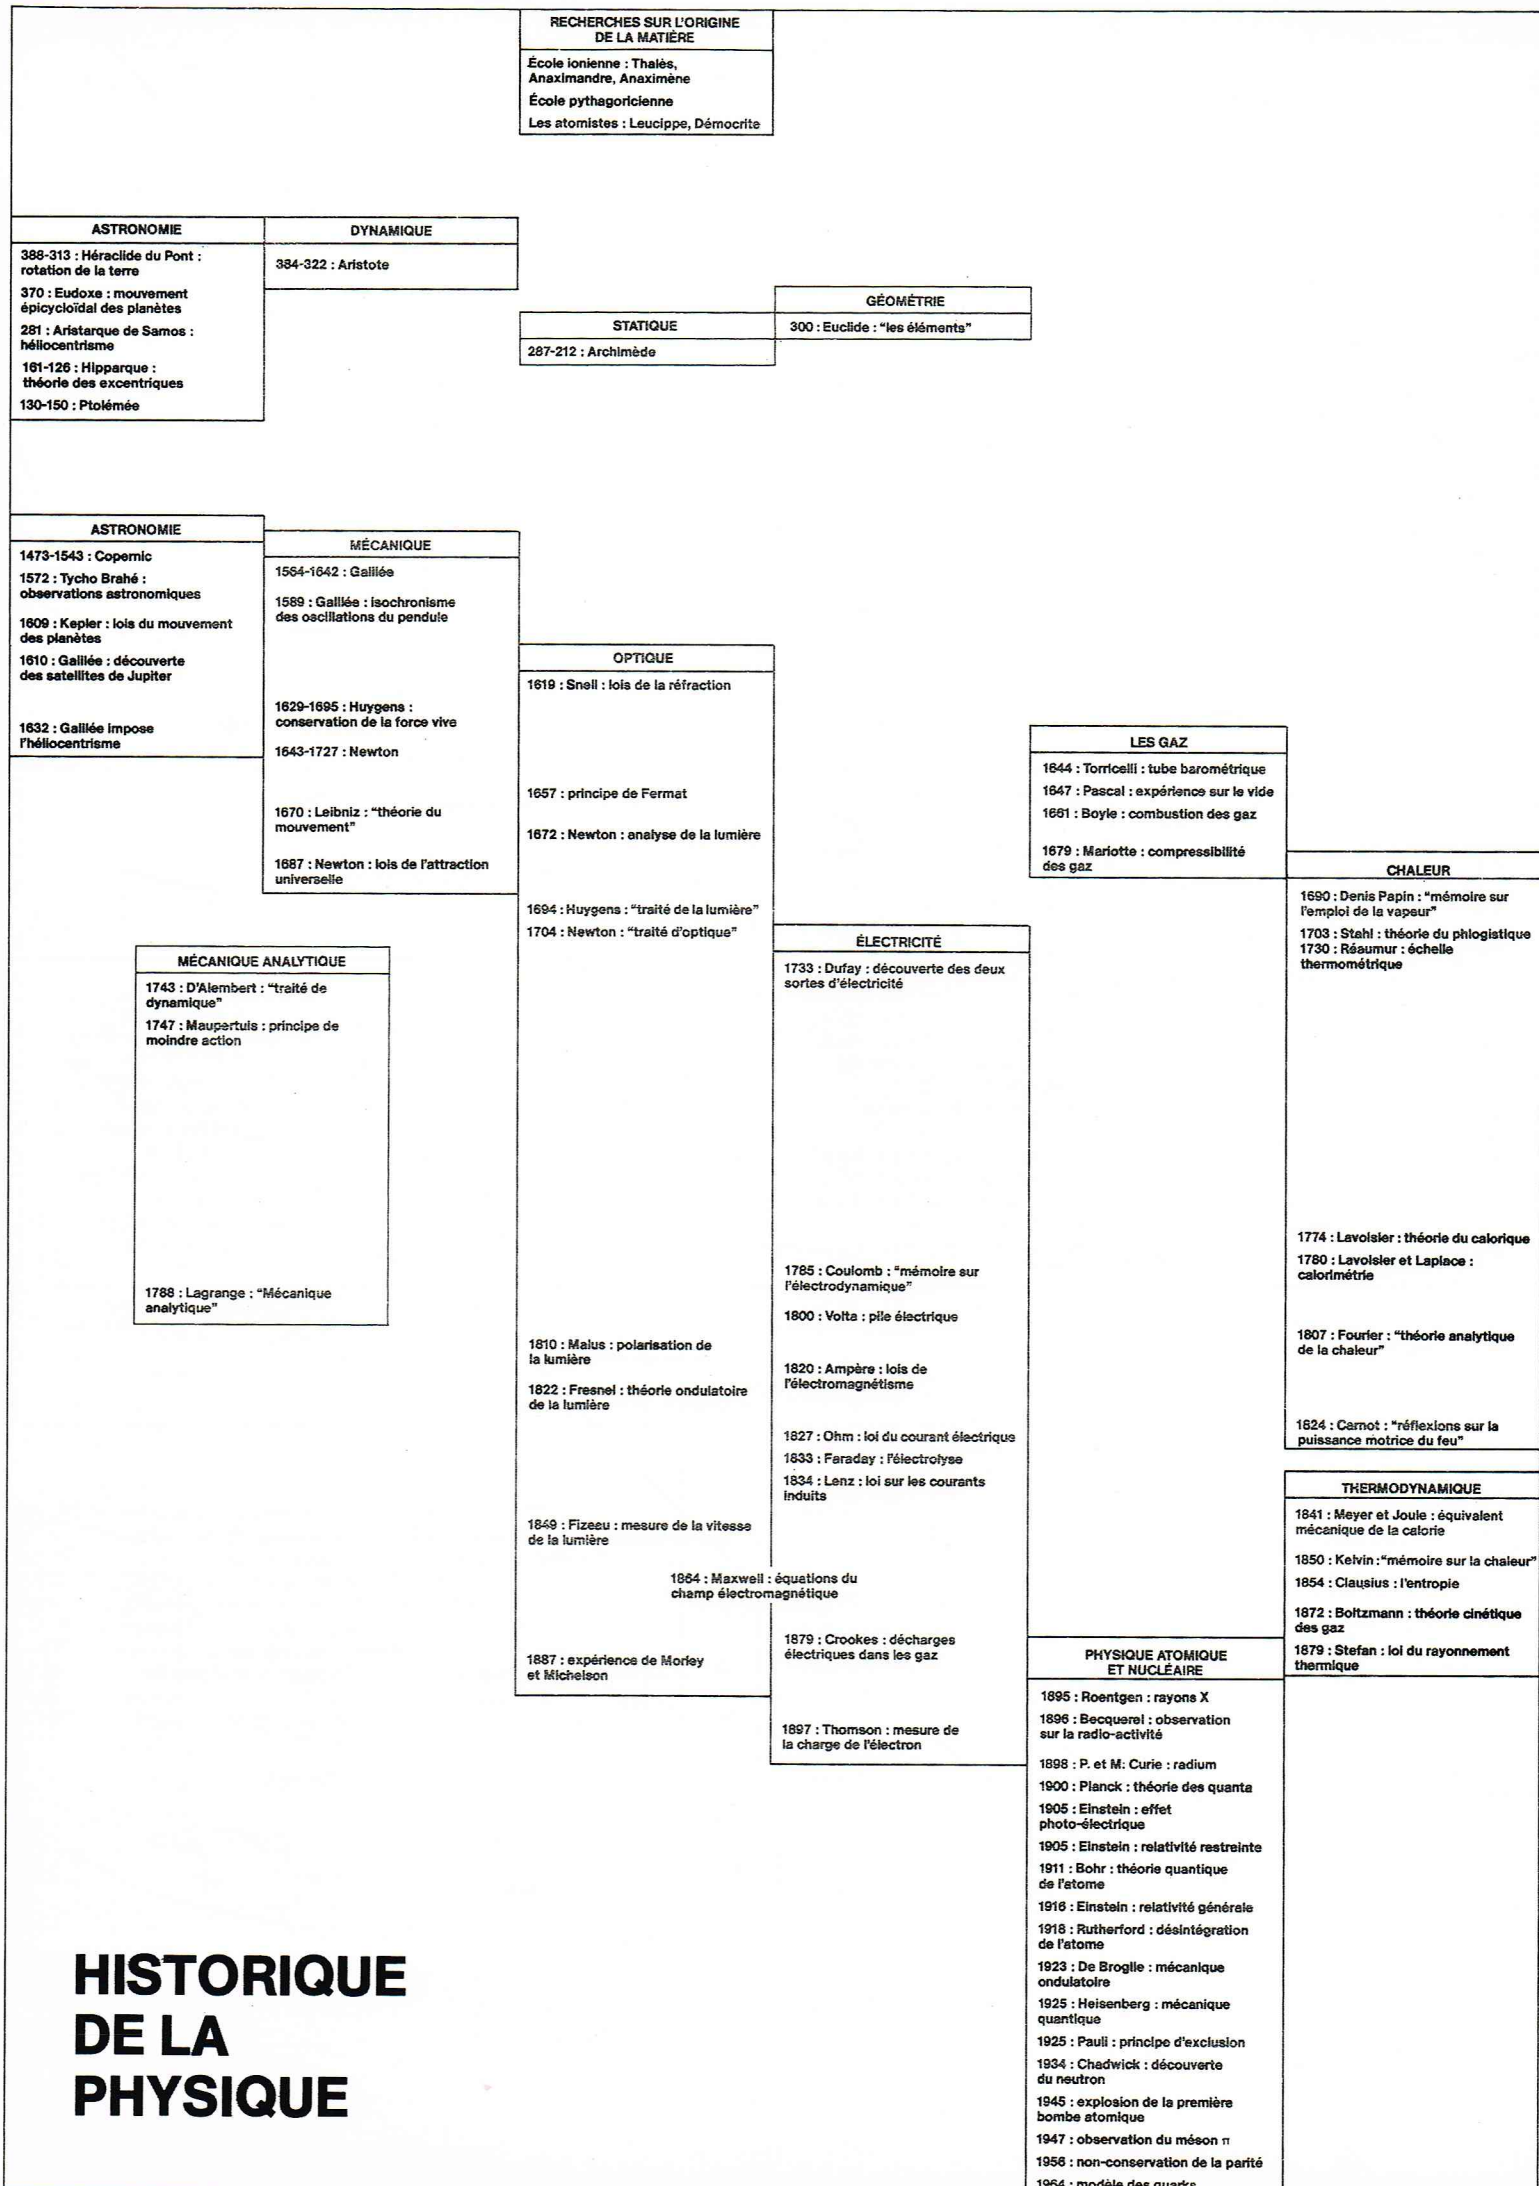 RECHERCHES SUR L'ORIGINE
DE LA MATIÈRE
École ionienne : Thalès,
Anaximandre, Anaximène
École pythagoricienne
Les atomistes : Leucippe, Démocrite
ASTRONOMIE
388-313 : Héraclide du Pont :
rotation de la terre
370 : Eudoxe : mouvement
épicycloïdal des planètes
281 : Aristarque de Samos :
héliocentrisme
161-126 : Hipparque :
théorie des excentriques
130-150 : Ptolémée
DYNAMIQUE
384-322 : Aristote
STATIQUE
287-212 : Archimède
GÉOMÉTRIE
300 : Euclide : "les éléments"
ASTRONOMIE
1473-1543 : Copernic
1572 : Tycho Brahé :
observations astronomiques
1609 : Kepler : lois du mouvement
des planètes
1610 : Galilée : découverte
des satellites de Jupiter
1632 : Galilée impose
l'héliocentrisme
MÉCANIQUE
1564-1642 : Galilée
1589 : Galilée : isochronisme
des oscillations du pendule
1629-1695 : Huygens :
conservation de la force vive
1643-1727 : Newton
1670 : Leibniz : "théorie du
mouvement"
1687 : Newton : lois de l'attraction
universelle
MÉCANIQUE ANALYTIQUE
1743 : D'Alembert : "traité de
dynamique"
1747 : Maupertuis : principe de
moindre action
1788 : Lagrange : "Mécanique
analytique"
OPTIQUE
1619 : Snell : lois de la réfraction
1657 : principe de Fermat
1672 : Newton : analyse de la lumière
1694 : Huygens : "traité de la lumière"
1704 : Newton : "traité d'optique"
1810 : Malus : polarisation de
la lumière
1822 : Fresnel : théorie ondulatoire
de la lumière
1849 : Fizeau : mesure de la vitesse
de la lumière
1864 : Maxwell : équations du
champ électromagnétique
1887 : expérience de Morley
et Michelson
ÉLECTRICITÉ
1733 : Dufay : découverte des deux
sortes d'électricité
1785 : Coulomb : "mémoire sur
l'électrodynamique"
1800 : Volta : pile électrique
1820 : Ampère : lois de
l'électromagnétisme
1827 : Ohm : loi du courant électrique
1833 : Faraday : l'électrolyse
1834 : Lenz : loi sur les courants
induits
1879 : Crookes : décharges
électriques dans les gaz
1897 : Thomson : mesure de
la charge de l'électron
LES GAZ
1644 : Torricelli : tube barométrique
1647 : Pascal : expérience sur le vide
1661 : Boyle : combustion des gaz
1679 : Mariotte : compressibilité
des gaz
CHALEUR
1690 : Denis Papin : "mémoire sur
l'emploi de la vapeur"
1703 : Stahl : théorie du phlogistique
1730 : Réaumur : échelle
thermométrique
1774 : Lavoisier : théorie du calorique
1780 : Lavoisier et Laplace :
calorimétrie
1807 : Fourier : "théorie analytique
de la chaleur"
1824 : Carnot : "réflexions sur la
puissance motrice du feu"
THERMODYNAMIQUE
1841 : Meyer et Joule : équivalent
mécanique de la calorie
1850 : Kelvin : "mémoire sur la chaleur"
1854 : Clausius : l'entropie
1872 : Boltzmann : théorie cinétique
des gaz
1879 : Stefan : loi du rayonnement
thermique
PHYSIQUE ATOMIQUE
ET NUCLÉAIRE
1895 : Roentgen : rayons X
1896 : Becquerel : observation
sur la radio-activité
1898 : P. et M: Curie : radium
1900 : Planck : théorie des quanta
1905 : Einstein : effet
photo-électrique
1905 : Einstein : relativité restreinte
1911 : Bohr : théorie quantique
de l'atome
1916 : Einstein : relativité générale
1918 : Rutherford : désintégration
de l'atome
1923 : De Broglie : mécanique
ondulatoire
1925 : Heisenberg : mécanique
quantique
1925 : Pauli : principe d'exclusion
1934 : Chadwick : découverte
du neutron
1945 : explosion de la première
bombe atomique
1947 : observation du méson π
1956 : non-conservation de la parité
1964 : modèle des quarks
HISTORIQUE
DE LA
PHYSIQUE